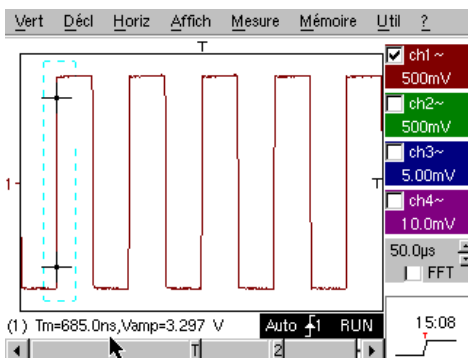 Vert Décl Horiz Affich Mesure Mémoire Util ?
T
ch1~
500mV
ch2~
500mV
ch3~
5.00mV
ch4~
10.0mV
1
T
50.0µs
FFT
(1) Tm=685.0ns,Vamp=3.297 V Auto 1 RUN
15:08
T 2